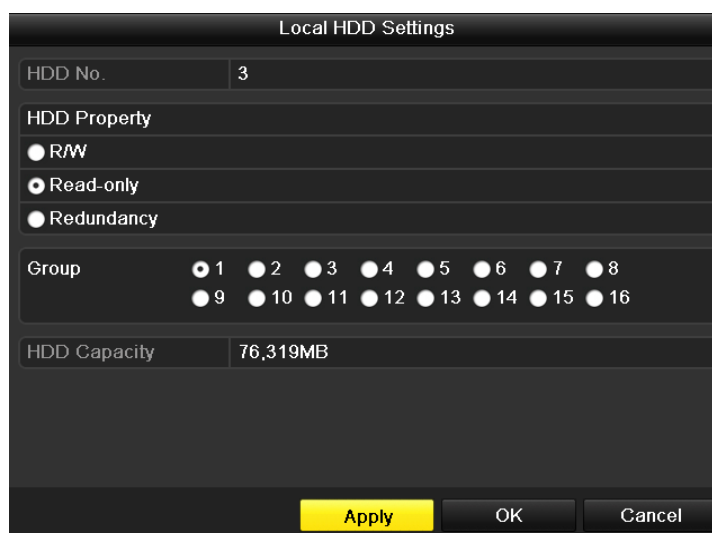 Local HDD Settings
HDD No. 3
HDD Property
R/W
Read-only
Redundancy
Group 1 2 3 4 5 6 7 8
9 10 11 12 13 14 15 16
HDD Capacity 76,319MB
Apply OK Cancel